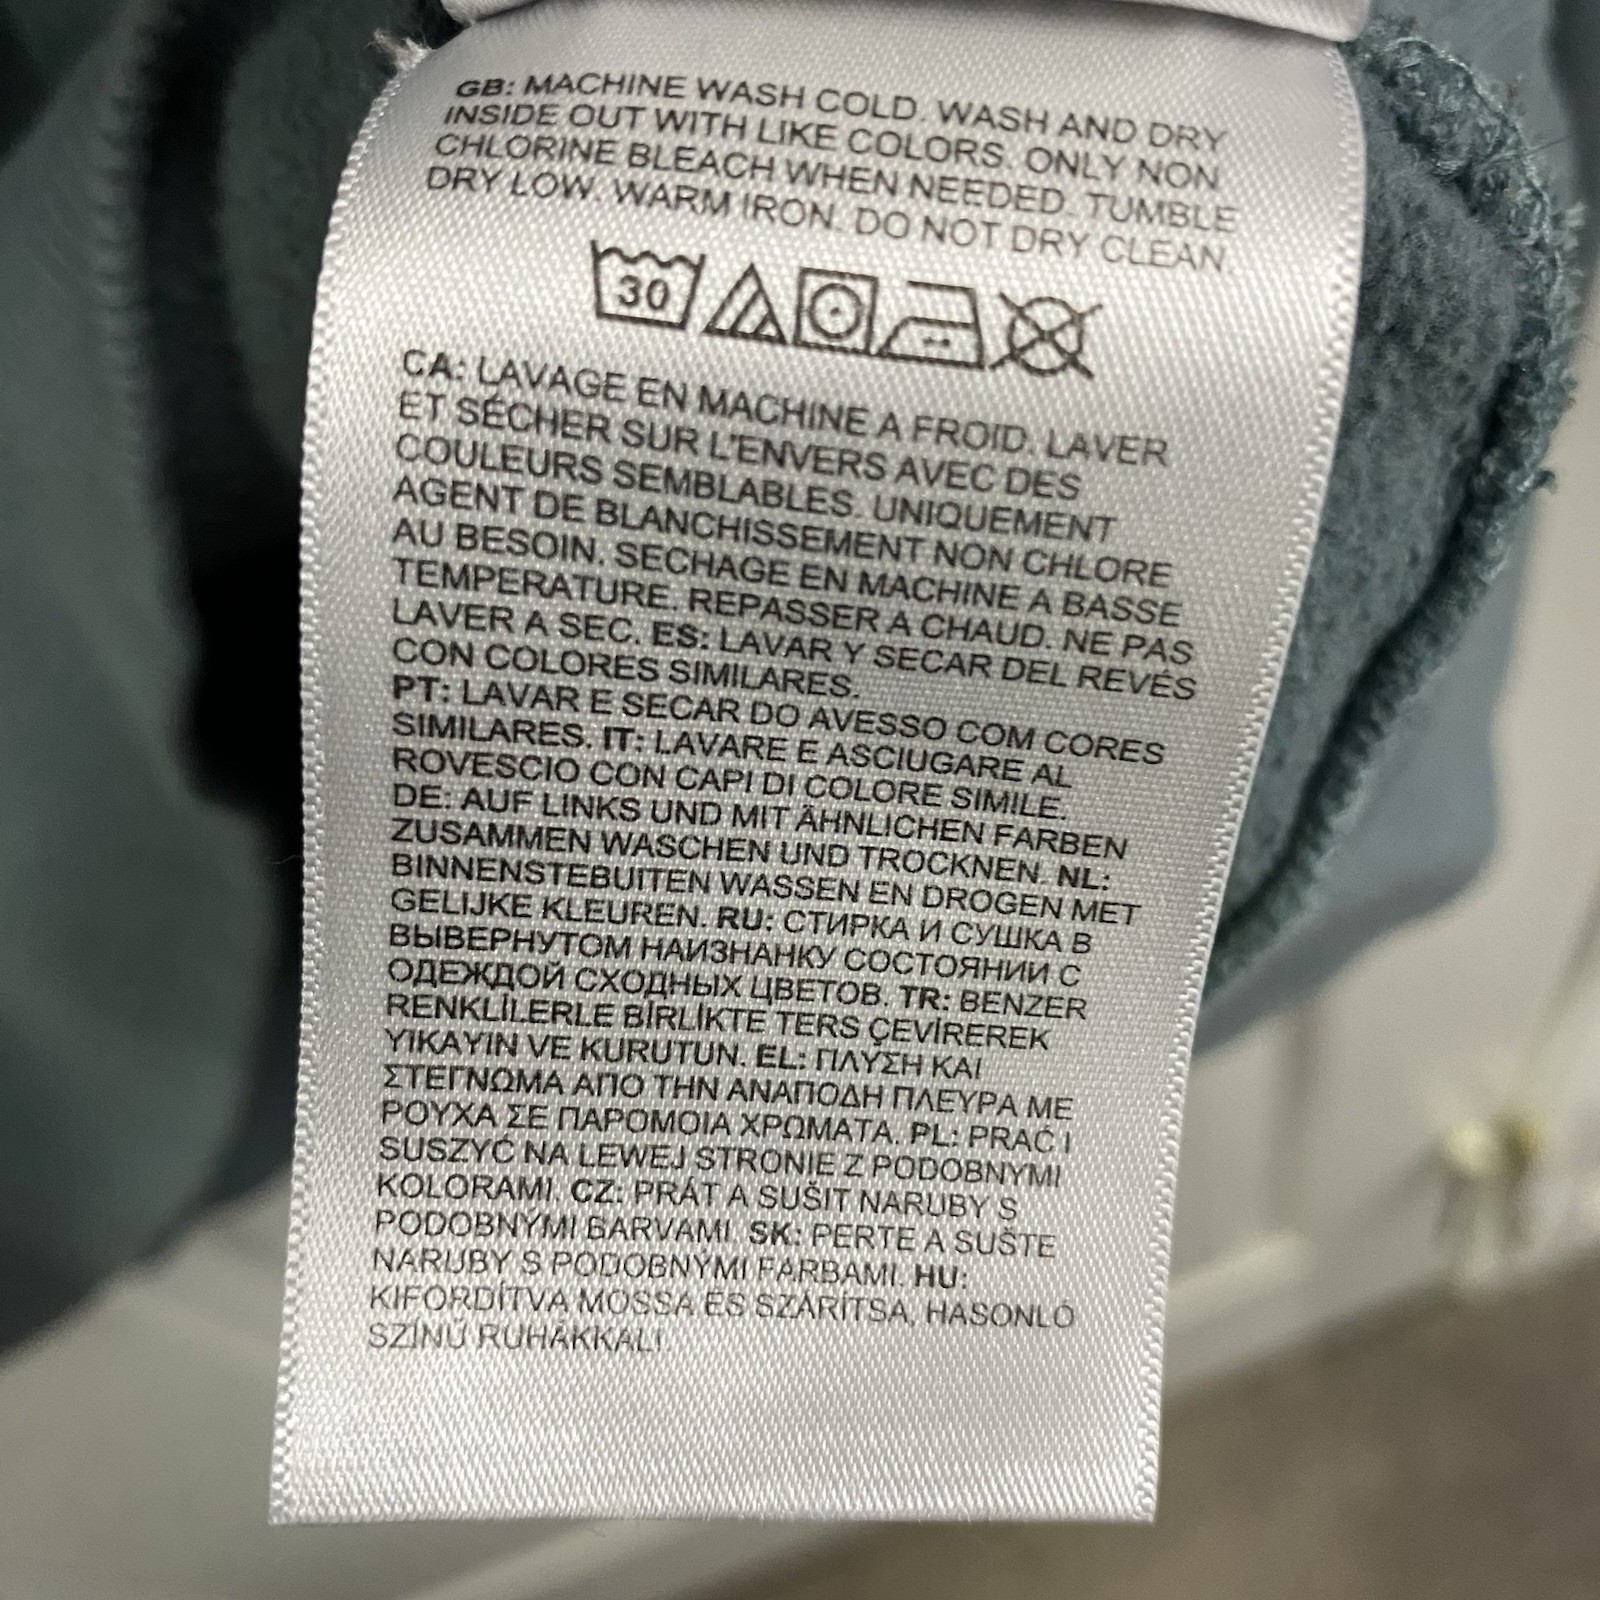 GB: MACHINE WASH COLD. WASH AND DRY
INSIDE OUT WITH LIKE COLORS. ONLY NON
CHLORINE BLEACH WHEN NEEDED. TUMBLE
DRY LOW. WARM IRON. DO NOT DRY CLEAN.
30
CA: LAVAGE EN MACHINE A FROID. LAVER
ET SÉCHER SUR L'ENVERS AVEC DES
COULEURS SEMBLABLES. UNIQUEMENT
AGENT DE BLANCHISSEMENT NON CHLORE
AU BESOIN. SECHAGE EN MACHINE A BASSE
TEMPERATURE. REPASSER A CHAUD. NE PAS
LAVER A SEC. ES: LAVAR Y SECAR DEL REVÉS
CON COLORES SIMILARES.
PT: LAVAR E SECAR DO AVESSO COM CORES
SIMILARES. IT: LAVARE E ASCIUGARE AL
ROVESCIO CON CAPI DI COLORE SIMILE.
DE: AUF LINKS UND MIT ÄHNLICHEN FARBEN
ZUSAMMEN WASCHEN UND TROCKNEN. NL:
BINNENSTEBUITEN WASSEN EN DROGEN MET
GELIJKE KLEUREN. RU: СТИРКА И СУШКА В
ВЫВЕРНУТОМ НАИЗНАНКУ СОСТОЯНИИ С
ОДЕЖДОЙ СХОДНЫХ ЦВЕТОВ. TR: BENZER
RENKLİLERLE BİRLİKTE TERS ÇEVİREREK
YIKAYIN VE KURUTUN. EL: ΠΛΥΣΗ ΚΑΙ
ΣΤΕΓΝΩΜΑ ΑΠΟ ΤΗΝ ΑΝΑΠΟΔΗ ΠΛΕΥΡΑ ΜΕ
ΡΟΥΧΑ ΣΕ ΠΑΡΟΜΟΙΑ ΧΡΩΜΑΤΑ. PL: PRAĆ I
SUSZYĆ NA LEWEJ STRONIE Z PODOBNYMI
KOLORAMI. CZ: PRÁT A SUŠIT NARUBY S
PODOBNÝMI BARVAMI. SK: PERTE A SUŠTE
NARUBY S PODOBNÝMI FARBAMI. HU:
KIFORDÍTVA MOSSA ÉS SZÁRÍTSA, HASONLÓ
SZÍNŰ RUHÁKKAL!